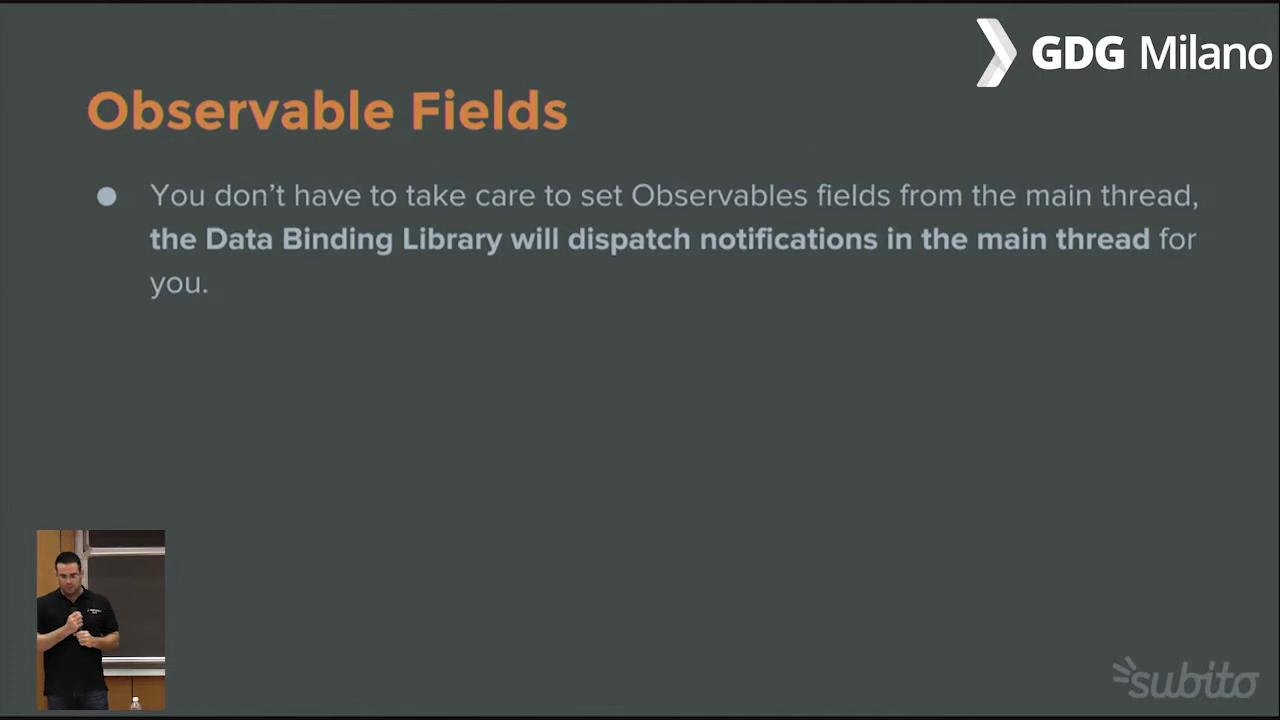 GDG Milano
Observable Fields
You don’t have to take care to set Observables fields from the main thread,
the Data Binding Library will dispatch notifications in the main thread for
you.
subito